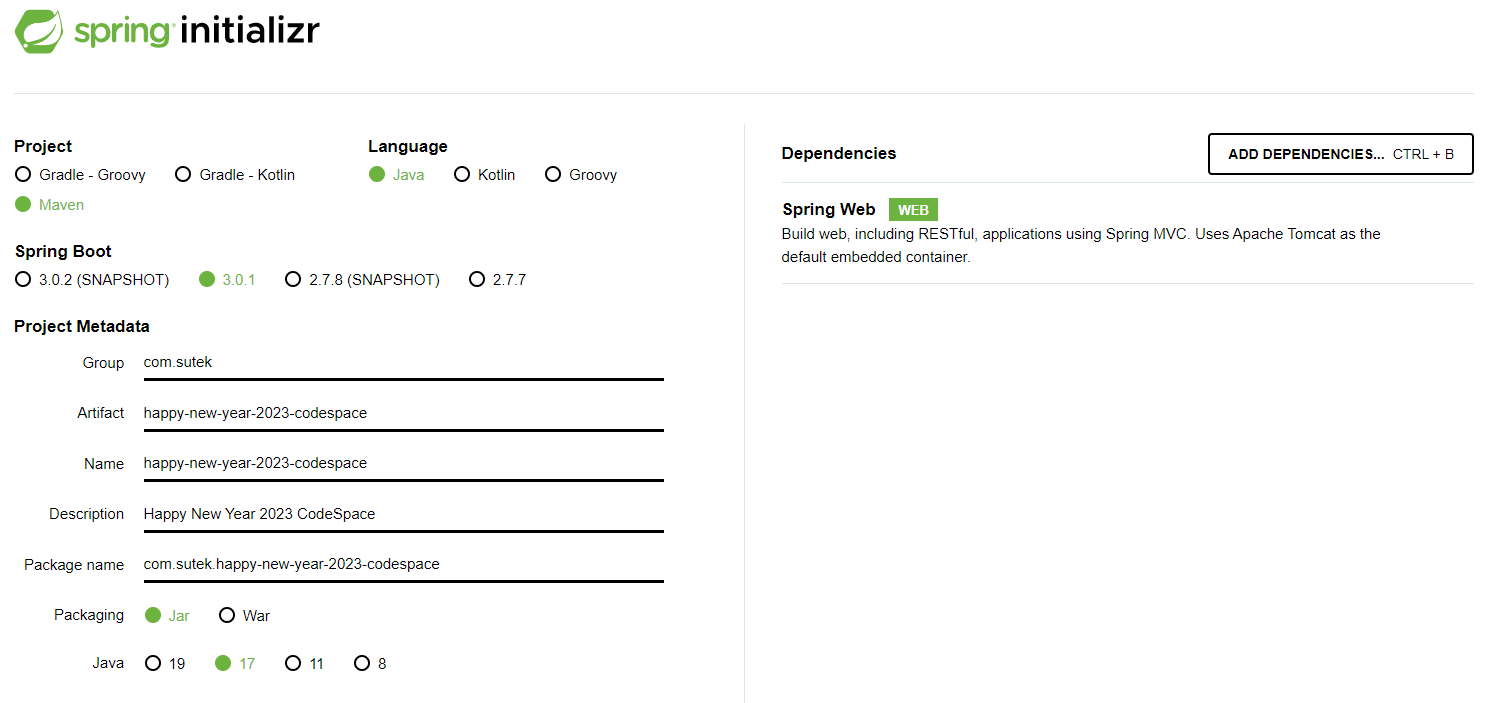 spring initializr
Project
Gradle - Groovy Gradle - Kotlin
Maven
Language
Java Kotlin Groovy
Spring Boot
3.0.2 (SNAPSHOT) 3.0.1 2.7.8 (SNAPSHOT) 2.7.7
Project Metadata
Group com.sutek
Artifact happy-new-year-2023-codespace
Name happy-new-year-2023-codespace
Description Happy New Year 2023 CodeSpace
Package name com.sutek.happy-new-year-2023-codespace
Packaging Jar War
Java 19 17 11 8
Dependencies ADD DEPENDENCIES... CTRL + B
Spring Web WEB
Build web, including RESTful, applications using Spring MVC. Uses Apache Tomcat as the
default embedded container.